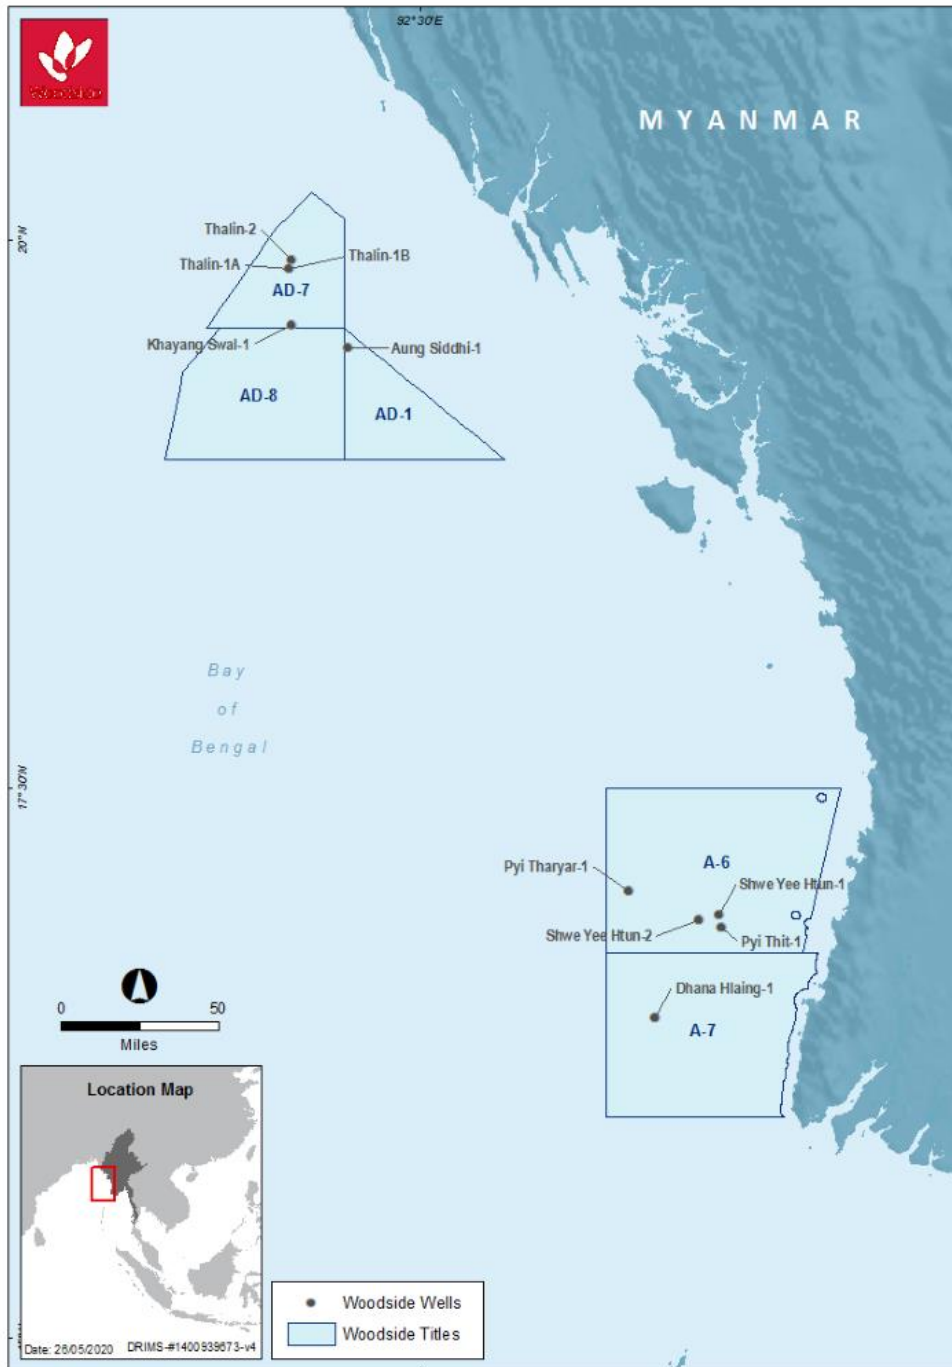 92°30'E
Woodside
MYANMAR
20°N
Thalin-2
Thalin-1A
Thalin-1B
AD-7
Khayang Swal-1
Aung Siddhi-1
AD-8
AD-1
Bay
of
Bengal
17°30'N
Pyi Tharyar-1
A-6
Shwe Yee Htun-1
Shwe Yee Htun-2
Pyi Thit-1
Dhana Hlaing-1
A-7
0 50
Miles
Location Map
Woodside Wells
Woodside Titles
Date: 26/05/2020 DRIMS-#1400939673-v4